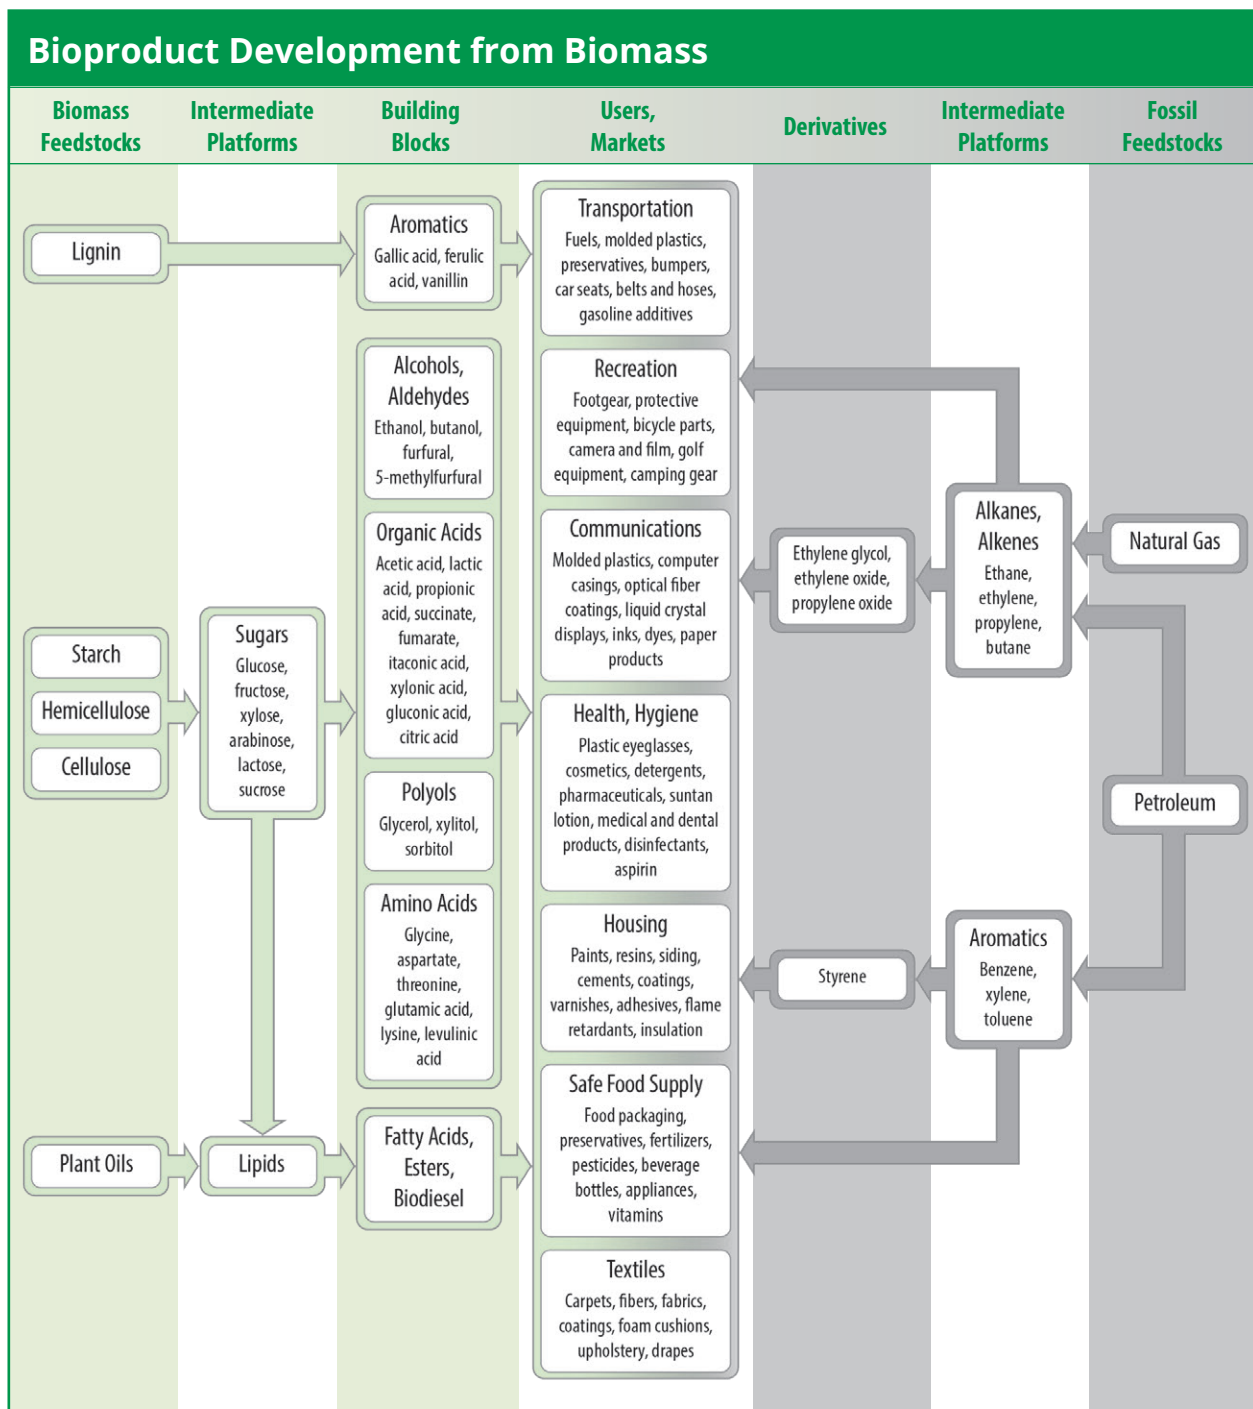 Bioproduct Development from Biomass
Biomass
Feedstocks
Intermediate
Platforms
Building
Blocks
Users,
Markets
Derivatives
Intermediate
Platforms
Fossil
Feedstocks
Lignin
Starch
Hemicellulose
Cellulose
Plant Oils
Sugars
Glucose,
fructose,
xylose,
arabinose,
lactose,
sucrose
Lipids
Aromatics
Gallic acid, ferulic
acid, vanillin
Alcohols,
Aldehydes
Ethanol, butanol,
furfural,
5-methylfurfural
Organic Acids
Acetic acid, lactic
acid, propionic
acid, succinate,
fumarate,
itaconic acid,
xylonic acid,
gluconic acid,
citric acid
Polyols
Glycerol, xylitol,
sorbitol
Amino Acids
Glycine,
aspartate,
threonine,
glutamic acid,
lysine, levulinic
acid
Fatty Acids,
Esters,
Biodiesel
Transportation
Fuels, molded plastics,
preservatives, bumpers,
car seats, belts and hoses,
gasoline additives
Recreation
Footgear, protective
equipment, bicycle parts,
camera and film, golf
equipment, camping gear
Communications
Molded plastics, computer
casings, optical fiber
coatings, liquid crystal
displays, inks, dyes, paper
products
Health, Hygiene
Plastic eyeglasses,
cosmetics, detergents,
pharmaceuticals, suntan
lotion, medical and dental
products, disinfectants,
aspirin
Housing
Paints, resins, siding,
cements, coatings,
varnishes, adhesives, flame
retardants, insulation
Safe Food Supply
Food packaging,
preservatives, fertilizers,
pesticides, beverage
bottles, appliances,
vitamins
Textiles
Carpets, fibers, fabrics,
coatings, foam cushions,
upholstery, drapes
Ethylene glycol,
ethylene oxide,
propylene oxide
Styrene
Alkanes,
Alkenes
Ethane,
ethylene,
propylene,
butane
Aromatics
Benzene,
xylene,
toluene
Natural Gas
Petroleum